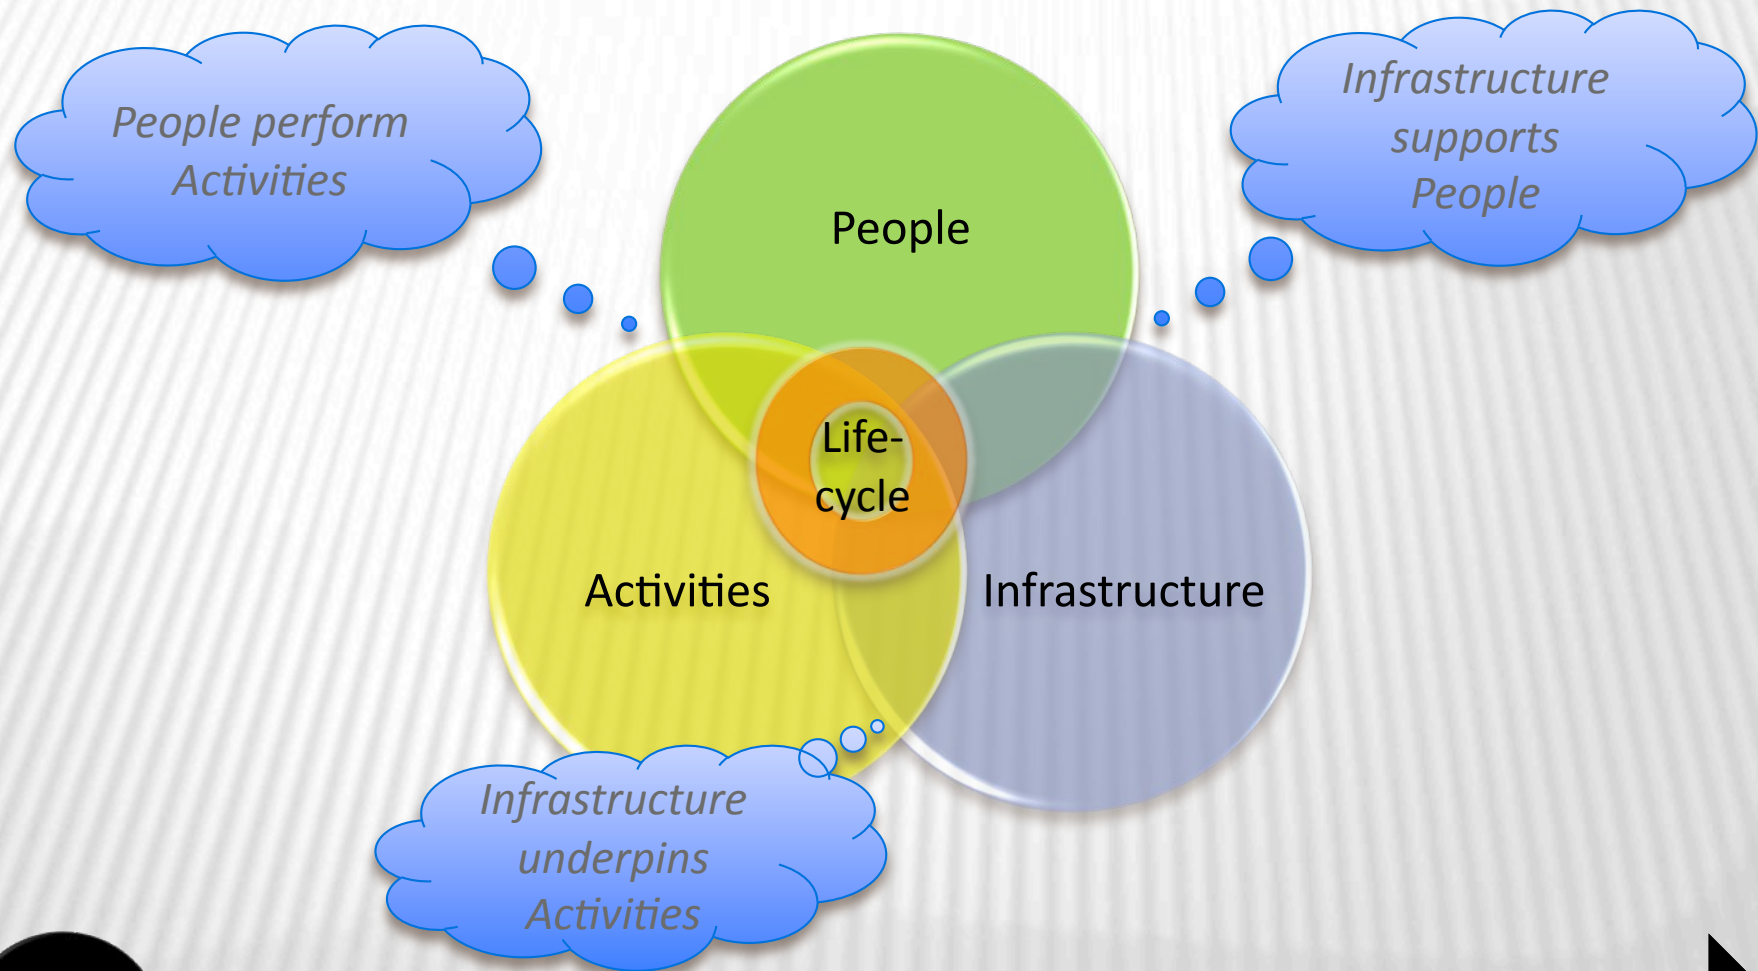 People perform
Activities
Infrastructure
supports
People
People
Life-
cycle
Activities
Infrastructure
Infrastructure
underpins
Activities